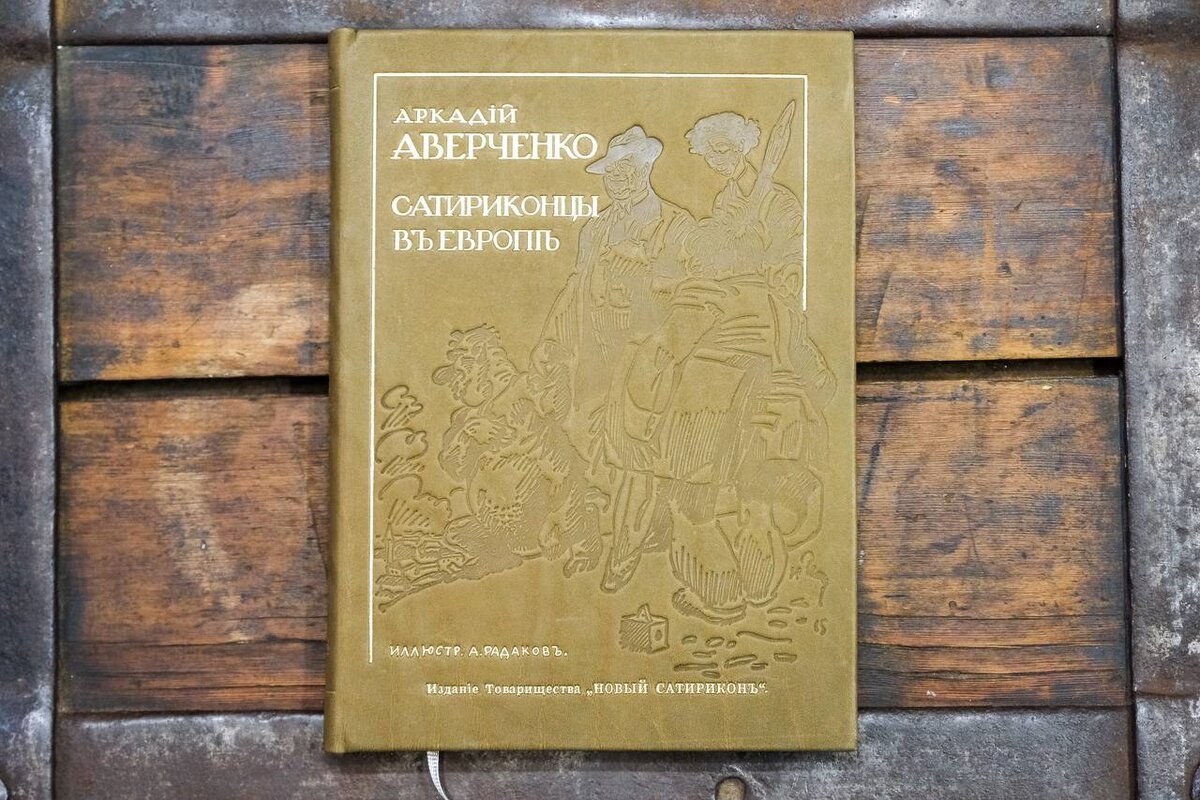 АРКАДІЙ
АВЕРЧЕНКО
САТИРИКОНЦЫ
ВЪ ЕВРОПѢ
ИЛЛЮСТР. А. РАДАКОВЪ.
Изданіе Товарищества „НОВЫЙ САТИРИКОНЪ“.